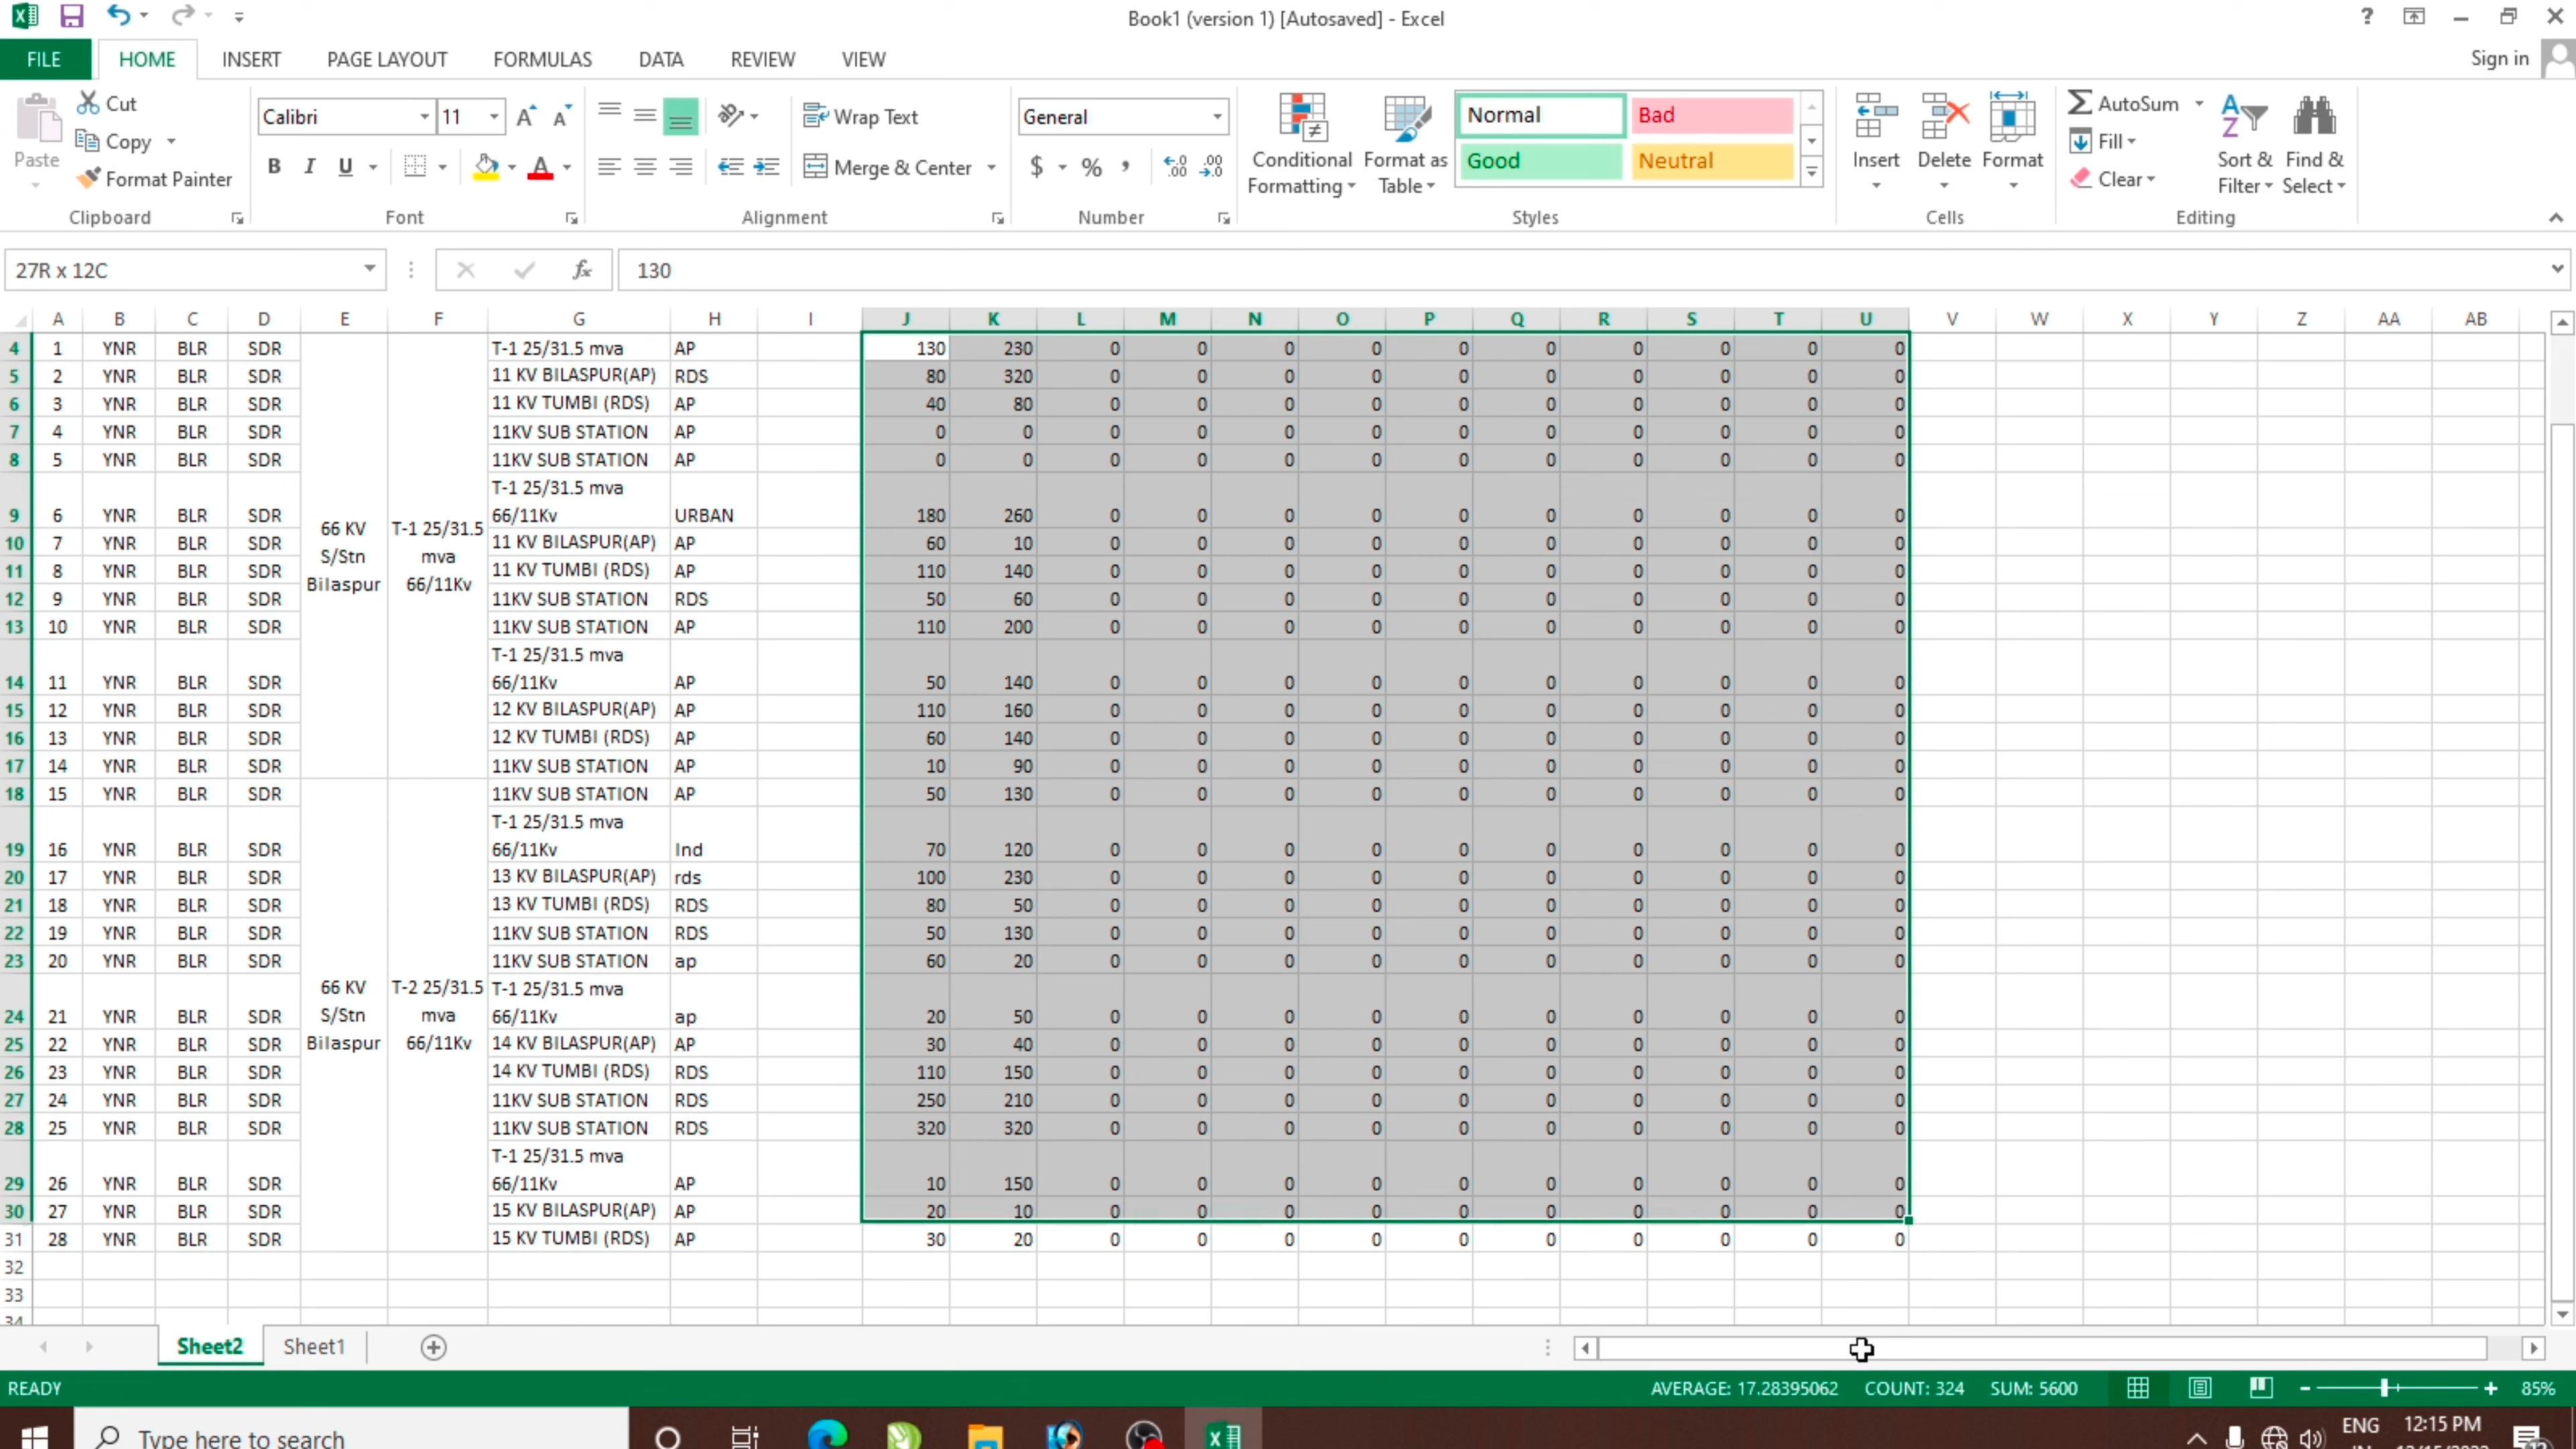 Book1 (version 1) [Autosaved] - Excel
?
FILE HOME INSERT PAGE LAYOUT FORMULAS DATA REVIEW VIEW Sign in
Paste Cut Copy Format Painter Clipboard
Calibri 11 A A B I U A Font
Wrap Text Merge & Center Alignment
General $ % , Number
Conditional Formatting Format as Table Normal Bad Good Neutral Styles
Insert Delete Format Cells
AutoSum Fill Clear Sort & Filter Find & Select Editing
27R x 12C fx 130
A B C D E F G H I J K L M N O P Q R S T U V W X Y Z AA AB
4 1 YNR BLR SDR T-1 25/31.5 mva AP 130 230 0 0 0 0 0 0 0 0 0 0
5 2 YNR BLR SDR 11 KV BILASPUR(AP) RDS 80 320 0 0 0 0 0 0 0 0 0 0
6 3 YNR BLR SDR 11 KV TUMBI (RDS) AP 40 80 0 0 0 0 0 0 0 0 0 0
7 4 YNR BLR SDR 11KV SUB STATION AP 0 0 0 0 0 0 0 0 0 0 0 0
8 5 YNR BLR SDR 11KV SUB STATION AP 0 0 0 0 0 0 0 0 0 0 0 0
T-1 25/31.5 mva
9 6 YNR BLR SDR 66/11Kv URBAN 180 260 0 0 0 0 0 0 0 0 0 0
66 KV S/Stn Bilaspur T-1 25/31.5 mva 66/11Kv
10 7 YNR BLR SDR 11 KV BILASPUR(AP) AP 60 10 0 0 0 0 0 0 0 0 0 0
11 8 YNR BLR SDR 11 KV TUMBI (RDS) AP 110 140 0 0 0 0 0 0 0 0 0 0
12 9 YNR BLR SDR 11KV SUB STATION RDS 50 60 0 0 0 0 0 0 0 0 0 0
13 10 YNR BLR SDR 11KV SUB STATION AP 110 200 0 0 0 0 0 0 0 0 0 0
T-1 25/31.5 mva
14 11 YNR BLR SDR 66/11Kv AP 50 140 0 0 0 0 0 0 0 0 0 0
15 12 YNR BLR SDR 12 KV BILASPUR(AP) AP 110 160 0 0 0 0 0 0 0 0 0 0
16 13 YNR BLR SDR 12 KV TUMBI (RDS) AP 60 140 0 0 0 0 0 0 0 0 0 0
17 14 YNR BLR SDR 11KV SUB STATION AP 10 90 0 0 0 0 0 0 0 0 0 0
18 15 YNR BLR SDR 11KV SUB STATION AP 50 130 0 0 0 0 0 0 0 0 0 0
T-1 25/31.5 mva
19 16 YNR BLR SDR 66/11Kv Ind 70 120 0 0 0 0 0 0 0 0 0 0
20 17 YNR BLR SDR 13 KV BILASPUR(AP) rds 100 230 0 0 0 0 0 0 0 0 0 0
21 18 YNR BLR SDR 13 KV TUMBI (RDS) RDS 80 50 0 0 0 0 0 0 0 0 0 0
22 19 YNR BLR SDR 11KV SUB STATION RDS 50 130 0 0 0 0 0 0 0 0 0 0
23 20 YNR BLR SDR 11KV SUB STATION ap 60 20 0 0 0 0 0 0 0 0 0 0
66 KV S/Stn Bilaspur T-2 25/31.5 mva 66/11Kv
T-1 25/31.5 mva
24 21 YNR BLR SDR 66/11Kv ap 20 50 0 0 0 0 0 0 0 0 0 0
25 22 YNR BLR SDR 14 KV BILASPUR(AP) AP 30 40 0 0 0 0 0 0 0 0 0 0
26 23 YNR BLR SDR 14 KV TUMBI (RDS) RDS 110 150 0 0 0 0 0 0 0 0 0 0
27 24 YNR BLR SDR 11KV SUB STATION RDS 250 210 0 0 0 0 0 0 0 0 0 0
28 25 YNR BLR SDR 11KV SUB STATION RDS 320 320 0 0 0 0 0 0 0 0 0 0
T-1 25/31.5 mva
29 26 YNR BLR SDR 66/11Kv AP 10 150 0 0 0 0 0 0 0 0 0 0
30 27 YNR BLR SDR 15 KV BILASPUR(AP) AP 20 10 0 0 0 0 0 0 0 0 0 0
31 28 YNR BLR SDR 15 KV TUMBI (RDS) AP 30 20 0 0 0 0 0 0 0 0 0 0
32
33
34
Sheet2 Sheet1
READY AVERAGE: 17.28395062 COUNT: 324 SUM: 5600 85%
Type here to search ENG 12:15 PM